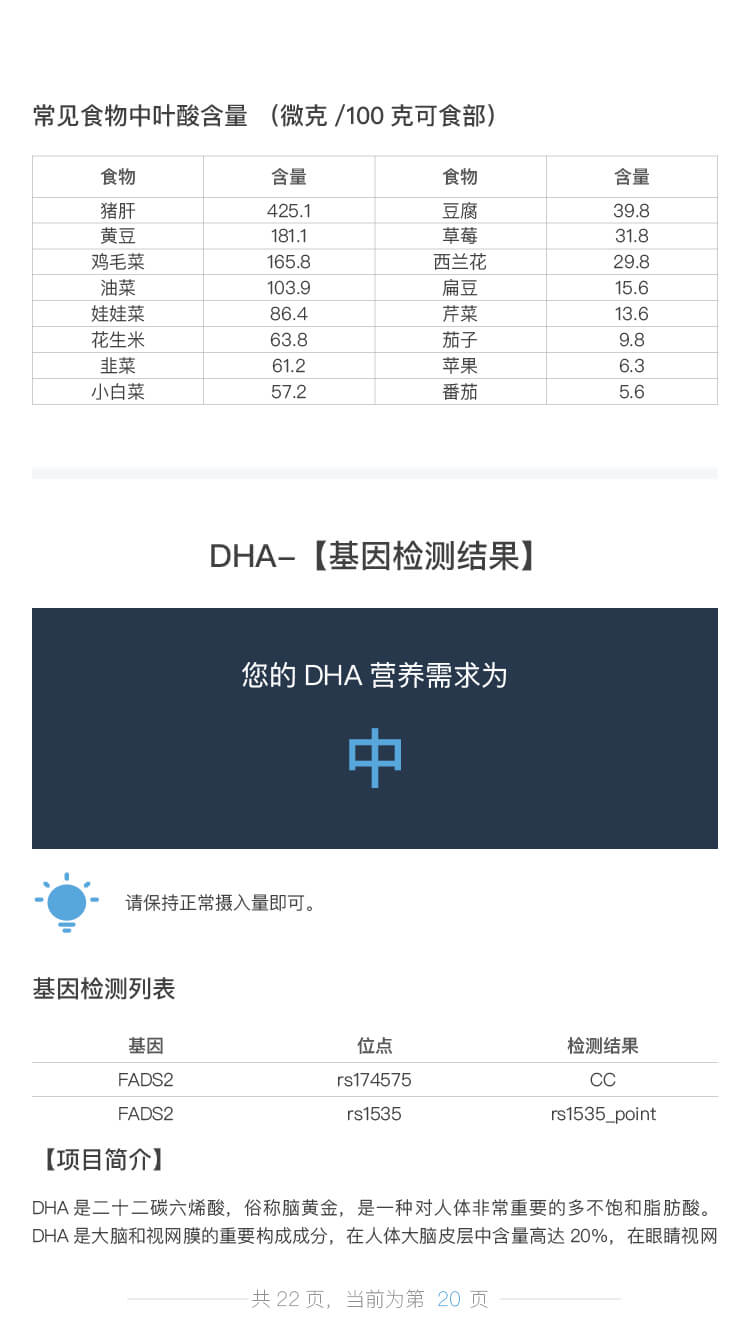 常见食物中叶酸含量 （微克 /100 克可食部）
食物 含量 食物 含量
猪肝 425.1 豆腐 39.8
黄豆 181.1 草莓 31.8
鸡毛菜 165.8 西兰花 29.8
油菜 103.9 扁豆 15.6
娃娃菜 86.4 芹菜 13.6
花生米 63.8 茄子 9.8
韭菜 61.2 苹果 6.3
小白菜 57.2 番茄 5.6
DHA-【基因检测结果】
您的 DHA 营养需求为
中
请保持正常摄入量即可。
基因检测列表
基因 位点 检测结果
FADS2 rs174575 CC
FADS2 rs1535 rs1535_point
【项目简介】
DHA 是二十二碳六烯酸，俗称脑黄金，是一种对人体非常重要的多不饱和脂肪酸。
DHA 是大脑和视网膜的重要构成成分，在人体大脑皮层中含量高达 20%，在眼睛视网
共 22 页，当前为第 20 页